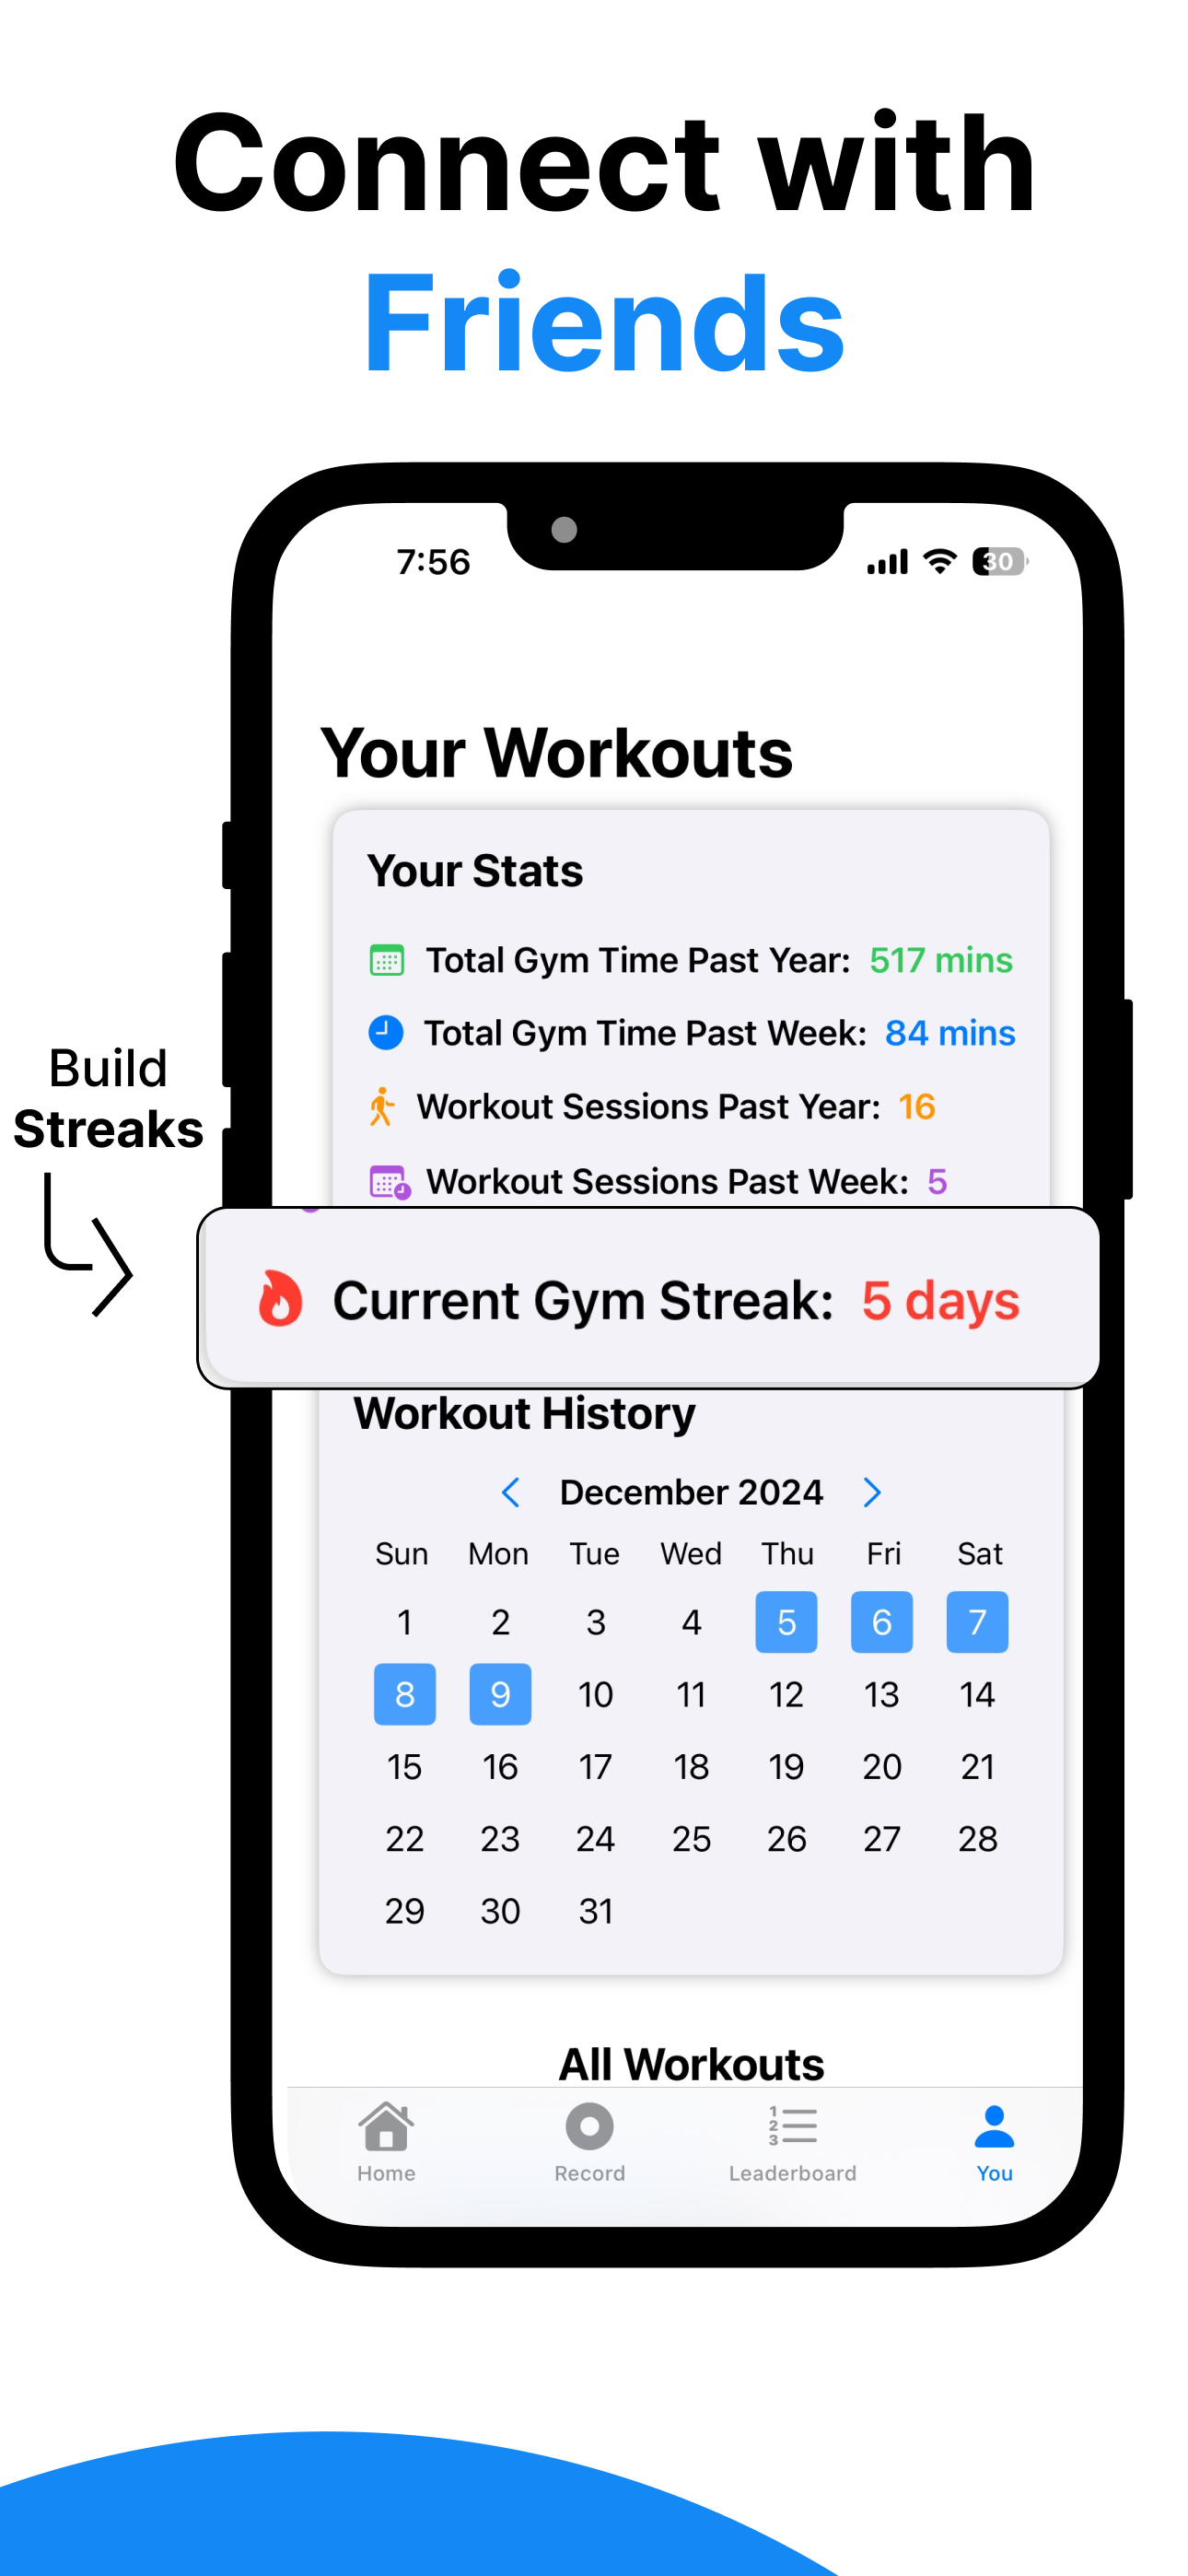 Connect with
Friends
7:56
30
Your Workouts
Your Stats
Total Gym Time Past Year: 517 mins
Total Gym Time Past Week: 84 mins
Workout Sessions Past Year: 16
Workout Sessions Past Week: 5
Build
Streaks
Current Gym Streak: 5 days
Workout History
December 2024
Sun Mon Tue Wed Thu Fri Sat
1 2 3 4 5 6 7
8 9 10 11 12 13 14
15 16 17 18 19 20 21
22 23 24 25 26 27 28
29 30 31
All Workouts
1
2
3
Home Record Leaderboard You